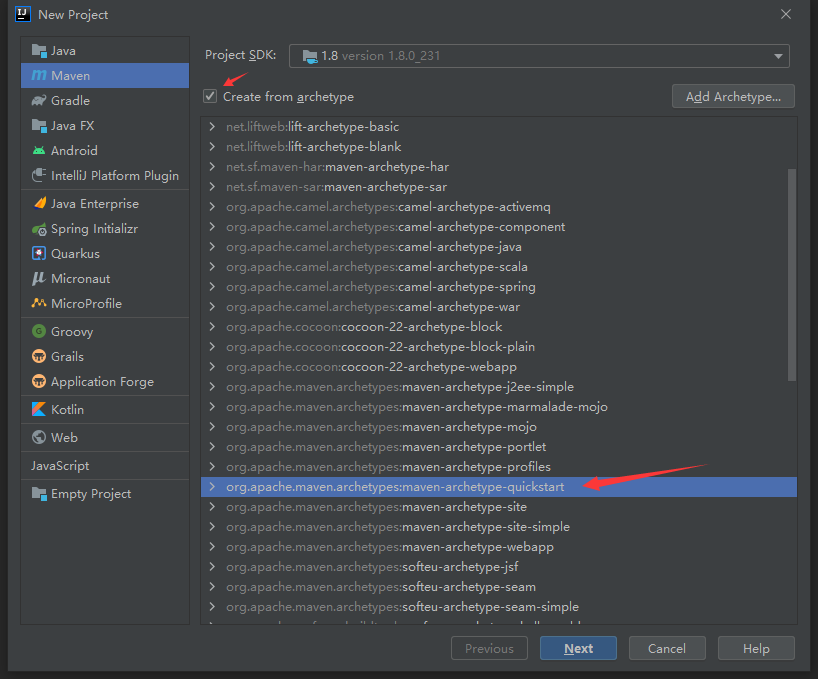 New Project
Java
Maven
Gradle
Java FX
Android
IntelliJ Platform Plugin
Java Enterprise
Spring Initializr
Quarkus
Micronaut
MicroProfile
Groovy
Grails
Application Forge
Kotlin
Web
JavaScript
Empty Project
Project SDK: 1.8 version 1.8.0_231
Create from archetype
Add Archetype...
net.liftweb:lift-archetype-basic
net.liftweb:lift-archetype-blank
net.sf.maven-har:maven-archetype-har
net.sf.maven-sar:maven-archetype-sar
org.apache.camel.archetypes:camel-archetype-activemq
org.apache.camel.archetypes:camel-archetype-component
org.apache.camel.archetypes:camel-archetype-java
org.apache.camel.archetypes:camel-archetype-scala
org.apache.camel.archetypes:camel-archetype-spring
org.apache.camel.archetypes:camel-archetype-war
org.apache.cocoon:cocoon-22-archetype-block
org.apache.cocoon:cocoon-22-archetype-block-plain
org.apache.cocoon:cocoon-22-archetype-webapp
org.apache.maven.archetypes:maven-archetype-j2ee-simple
org.apache.maven.archetypes:maven-archetype-marmalade-mojo
org.apache.maven.archetypes:maven-archetype-mojo
org.apache.maven.archetypes:maven-archetype-portlet
org.apache.maven.archetypes:maven-archetype-profiles
org.apache.maven.archetypes:maven-archetype-quickstart
org.apache.maven.archetypes:maven-archetype-site
org.apache.maven.archetypes:maven-archetype-site-simple
org.apache.maven.archetypes:maven-archetype-webapp
org.apache.maven.archetypes:softeu-archetype-jsf
org.apache.maven.archetypes:softeu-archetype-seam
org.apache.maven.archetypes:softeu-archetype-seam-simple
Previous
Next
Cancel
Help